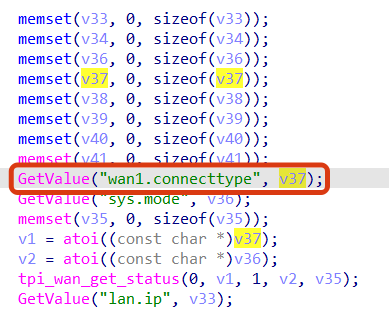 memset(v33, 0, sizeof(v33));
memset(v34, 0, sizeof(v34));
memset(v36, 0, sizeof(v36));
memset(v37, 0, sizeof(v37));
memset(v38, 0, sizeof(v38));
memset(v39, 0, sizeof(v39));
memset(v40, 0, sizeof(v40));
memset(v41, 0, sizeof(v41));
GetValue("wan1.connecttype", v37);
GetValue("sys.mode", v36);
memset(v35, 0, sizeof(v35));
v1 = atoi((const char *)v37);
v2 = atoi((const char *)v36);
tpi_wan_get_status(0, v1, 1, v2, v35);
GetValue("lan.ip", v33);